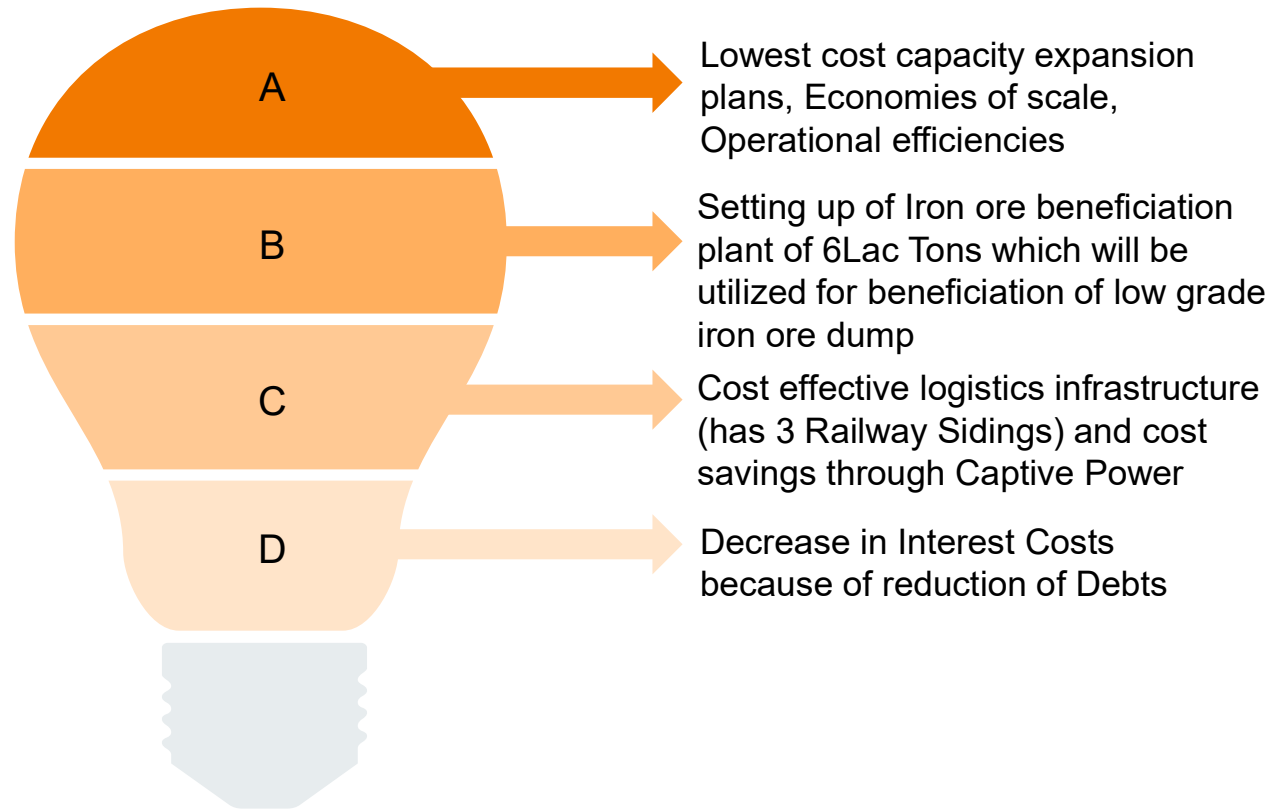 A
Lowest cost capacity expansion
plans, Economies of scale,
Operational efficiencies
B
Setting up of Iron ore beneficiation
plant of 6Lac Tons which will be
utilized for beneficiation of low grade
iron ore dump
C
Cost effective logistics infrastructure
(has 3 Railway Sidings) and cost
savings through Captive Power
D
Decrease in Interest Costs
because of reduction of Debts